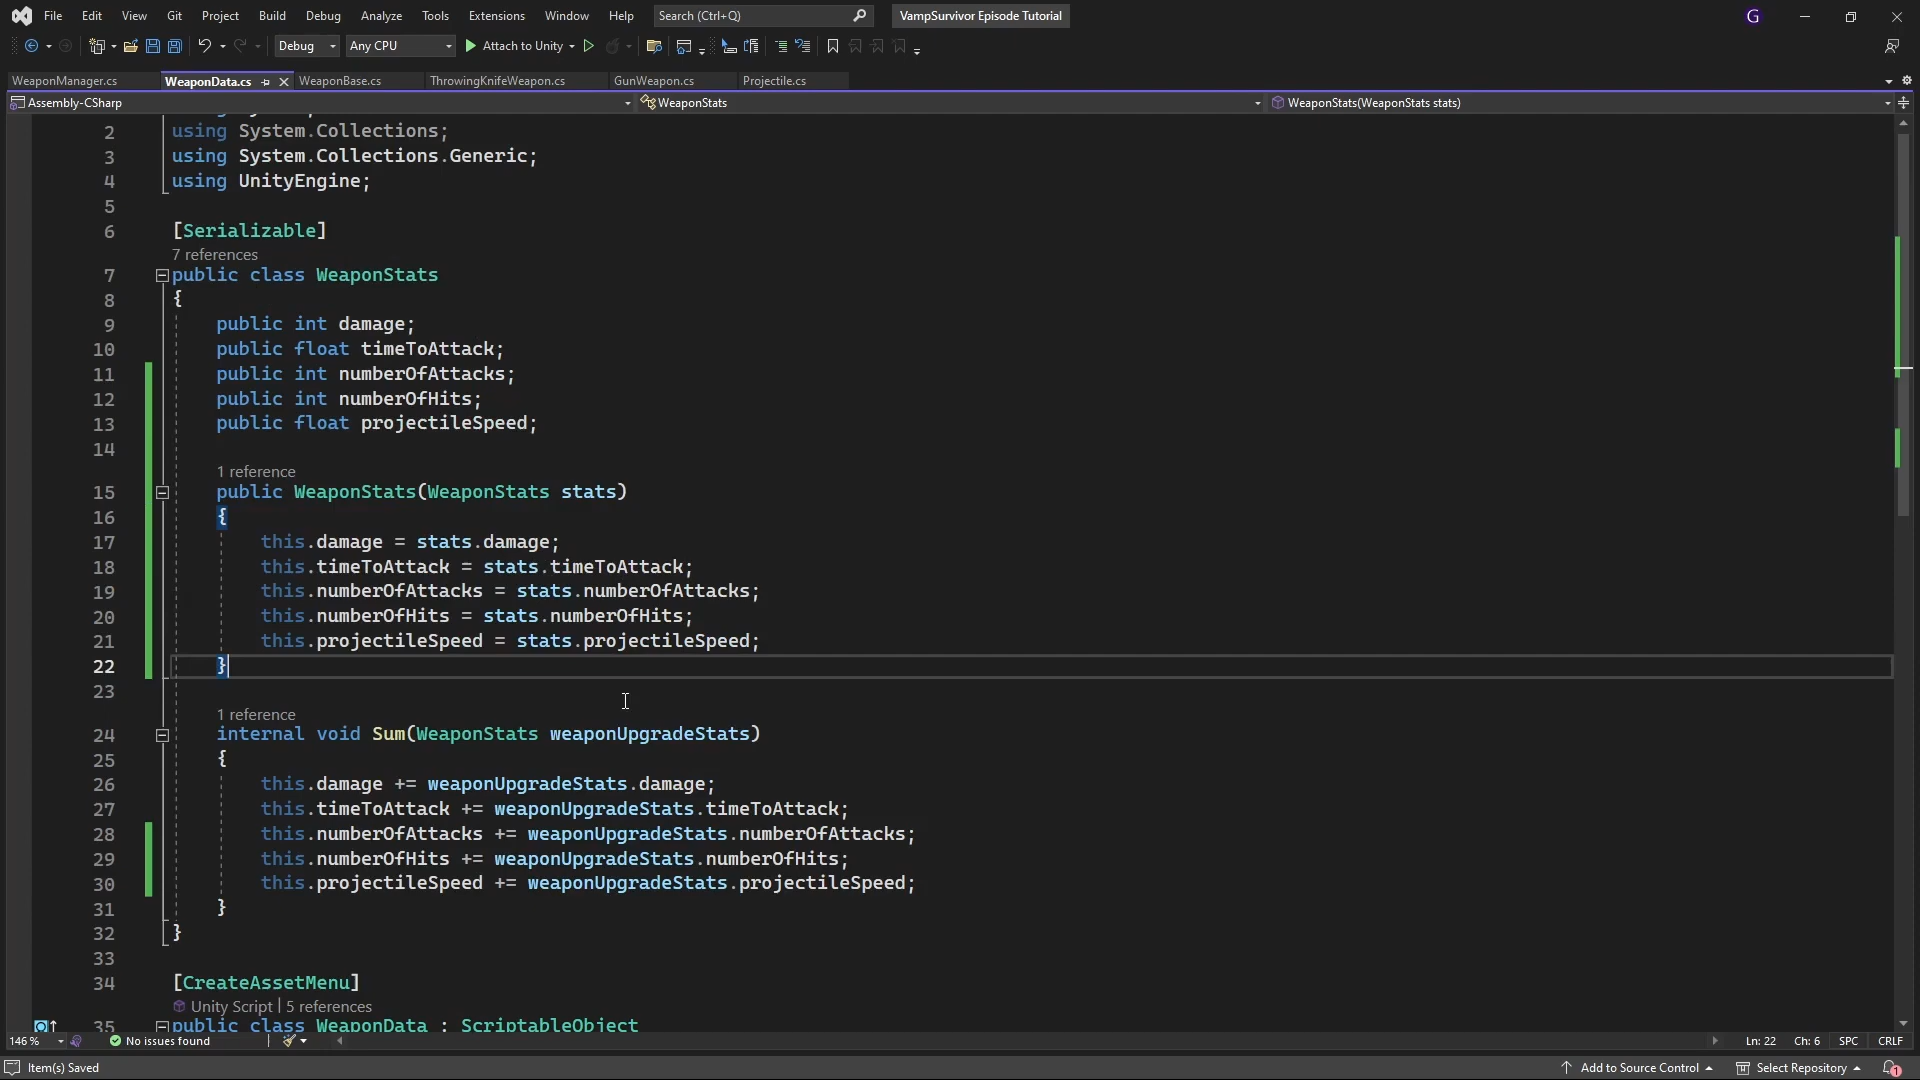 File Edit View Git Project Build Debug Analyze Tools Extensions Window Help Search (Ctrl+Q) VampSurvivor Episode Tutorial G
Debug Any CPU Attach to Unity
WeaponManager.cs WeaponData.cs WeaponBase.cs ThrowingKnifeWeapon.cs GunWeapon.cs Projectile.cs
Assembly-CSharp WeaponStats WeaponStats(WeaponStats stats)
2 using System.Collections;
3 using System.Collections.Generic;
4 using UnityEngine;
5
6 [Serializable]
7 references
7 public class WeaponStats
8 {
9 public int damage;
10 public float timeToAttack;
11 public int numberOfAttacks;
12 public int numberOfHits;
13 public float projectileSpeed;
14
1 reference
15 public WeaponStats(WeaponStats stats)
16 {
17 this.damage = stats.damage;
18 this.timeToAttack = stats.timeToAttack;
19 this.numberOfAttacks = stats.numberOfAttacks;
20 this.numberOfHits = stats.numberOfHits;
21 this.projectileSpeed = stats.projectileSpeed;
22 }
23
1 reference
24 internal void Sum(WeaponStats weaponUpgradeStats)
25 {
26 this.damage += weaponUpgradeStats.damage;
27 this.timeToAttack += weaponUpgradeStats.timeToAttack;
28 this.numberOfAttacks += weaponUpgradeStats.numberOfAttacks;
29 this.numberOfHits += weaponUpgradeStats.numberOfHits;
30 this.projectileSpeed += weaponUpgradeStats.projectileSpeed;
31 }
32 }
33
34 [CreateAssetMenu]
Unity Script | 5 references
35 public class WeaponData : ScriptableObject
146 % No issues found Ln: 22 Ch: 6 SPC CRLF
Item(s) Saved Add to Source Control Select Repository 1